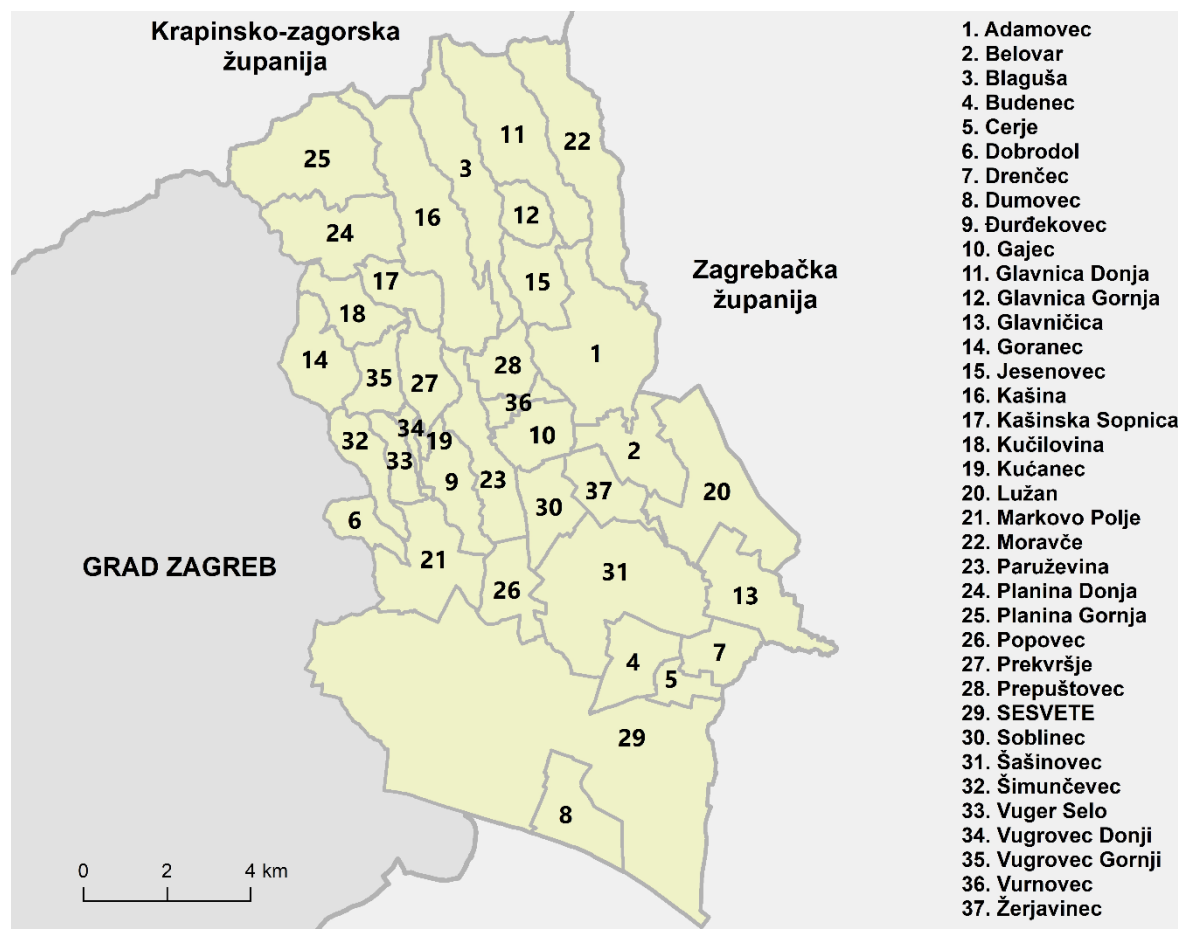 Krapinsko-zagorska
županija
Zagrebačka
županija
GRAD ZAGREB
25
11
22
3
16
12
24
17
15
18
14
35
27
28
1
36
32
34
19
10
33
9
23
2
20
37
30
6
21
31
26
13
4
7
5
29
8
0 2 4 km
1. Adamovec
2. Belovar
3. Blaguša
4. Budenec
5. Cerje
6. Dobrodol
7. Drenčec
8. Dumovec
9. Đurđekovec
10. Gajec
11. Glavnica Donja
12. Glavnica Gornja
13. Glavničica
14. Goranec
15. Jesenovec
16. Kašina
17. Kašinska Sopnica
18. Kučilovina
19. Kućanec
20. Lužan
21. Markovo Polje
22. Moravče
23. Paruževina
24. Planina Donja
25. Planina Gornja
26. Popovec
27. Prekvršje
28. Prepuštovec
29. SESVETE
30. Soblinec
31. Šašinovec
32. Šimunčevec
33. Vuger Selo
34. Vugrovec Donji
35. Vugrovec Gornji
36. Vurnovec
37. Žerjavinec